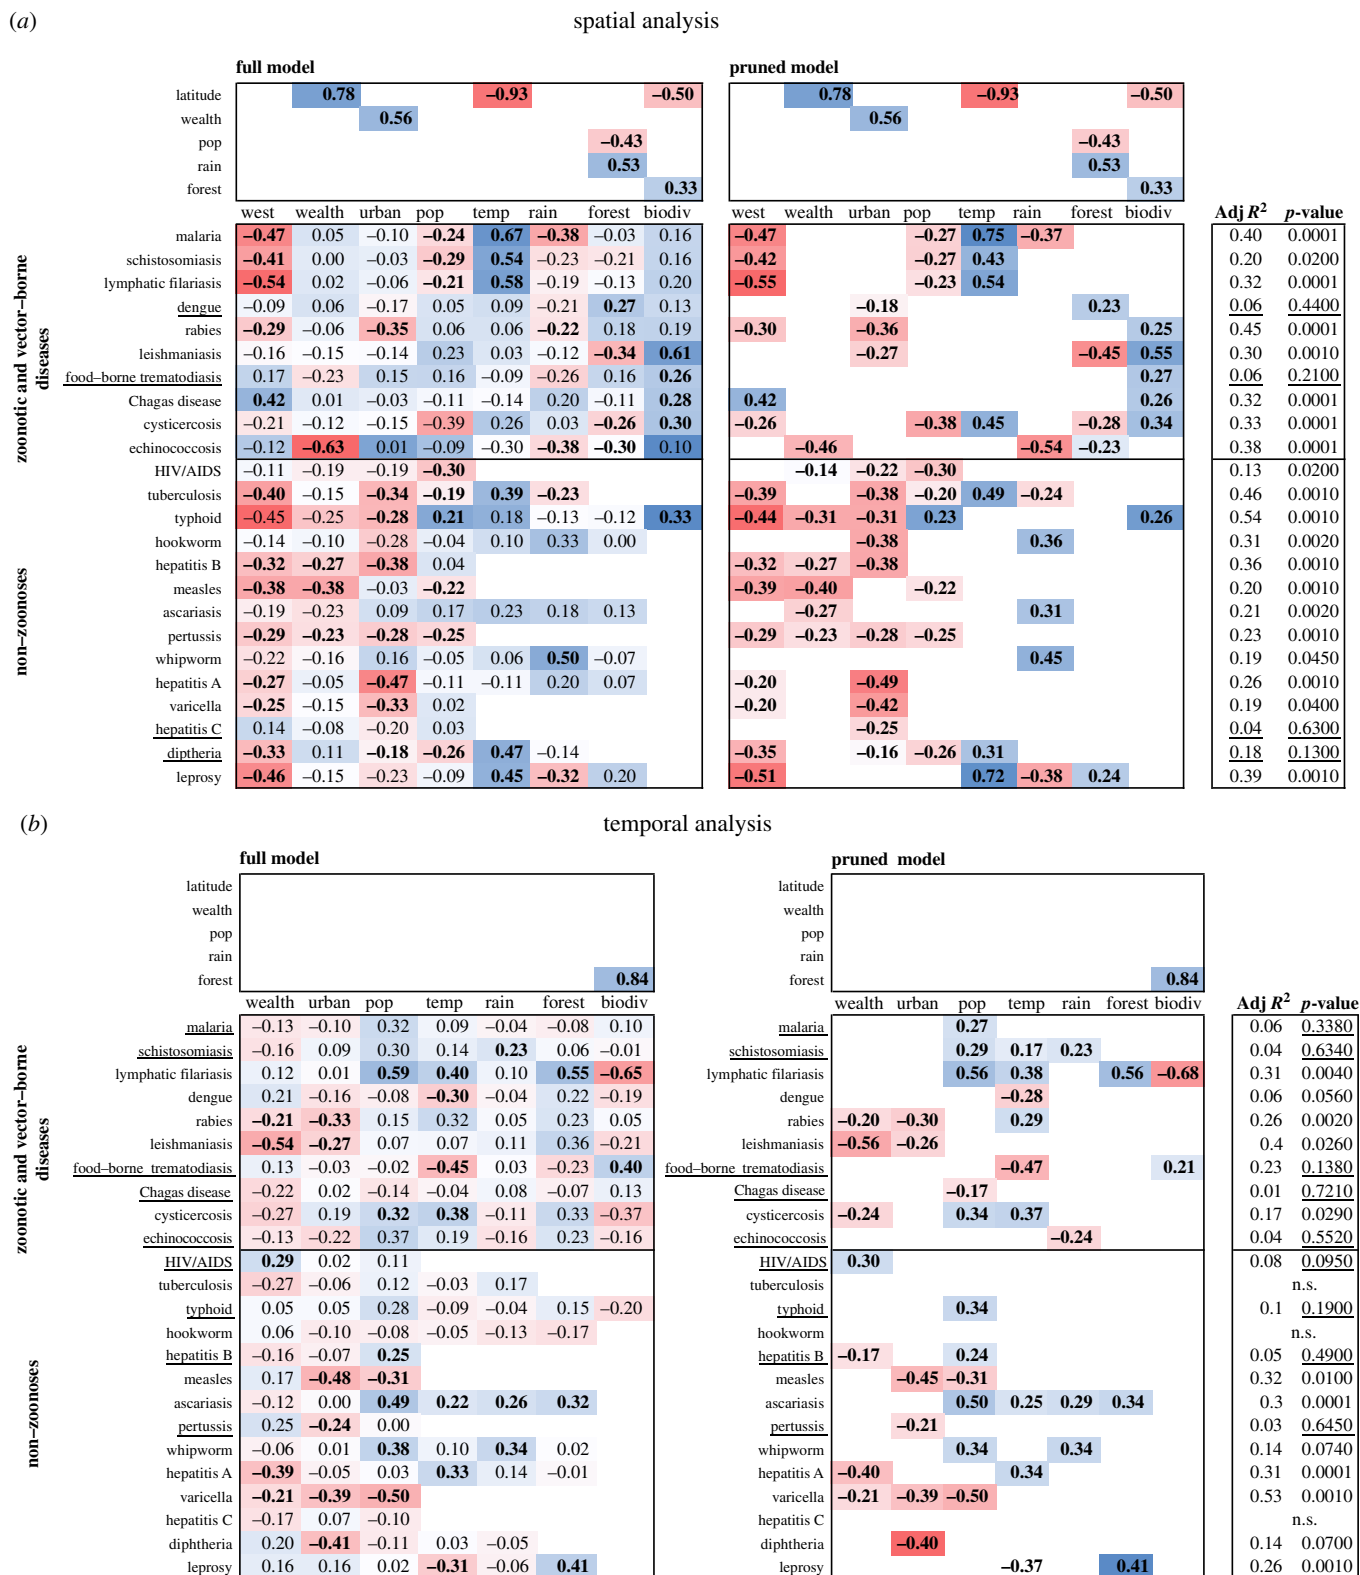 (a) spatial analysis
full model pruned model
latitude 0.78 –0.93 –0.50 0.78 –0.93 –0.50
wealth 0.56 0.56
pop –0.43 –0.43
rain 0.53 0.53
forest 0.33 0.33
west wealth urban pop temp rain forest biodiv west wealth urban pop temp rain forest biodiv Adj R² p-value
zoonotic and vector–borne diseases
malaria –0.47 0.05 –0.10 –0.24 0.67 –0.38 –0.03 0.16 –0.47 –0.27 0.75 –0.37 0.40 0.0001
schistosomiasis –0.41 0.00 –0.03 –0.29 0.54 –0.23 –0.21 0.16 –0.42 –0.27 0.43 0.20 0.0200
lymphatic filariasis –0.54 0.02 –0.06 –0.21 0.58 –0.19 –0.13 0.20 –0.55 –0.23 0.54 0.32 0.0001
dengue –0.09 0.06 –0.17 0.05 0.09 –0.21 0.27 0.13 –0.18 0.23 0.06 0.4400
rabies –0.29 –0.06 –0.35 0.06 0.06 –0.22 0.18 0.19 –0.30 –0.36 0.25 0.45 0.0001
leishmaniasis –0.16 –0.15 –0.14 0.23 0.03 –0.12 –0.34 0.61 –0.27 –0.45 0.55 0.30 0.0010
food–borne trematodiasis 0.17 –0.23 0.15 0.16 –0.09 –0.26 0.16 0.26 0.27 0.06 0.2100
Chagas disease 0.42 0.01 –0.03 –0.11 –0.14 0.20 –0.11 0.28 0.42 0.26 0.32 0.0001
cysticercosis –0.21 –0.12 –0.15 –0.39 0.26 0.03 –0.26 0.30 –0.26 –0.38 0.45 –0.28 0.34 0.33 0.0001
echinococcosis –0.12 –0.63 0.01 –0.09 –0.30 –0.38 –0.30 0.10 –0.46 –0.54 –0.23 0.38 0.0001
non–zoonoses
HIV/AIDS –0.11 –0.19 –0.19 –0.30 –0.14 –0.22 –0.30 0.13 0.0200
tuberculosis –0.40 –0.15 –0.34 –0.19 0.39 –0.23 –0.39 –0.38 –0.20 0.49 –0.24 0.46 0.0010
typhoid –0.45 –0.25 –0.28 0.21 0.18 –0.13 –0.12 0.33 –0.44 –0.31 –0.31 0.23 0.26 0.54 0.0010
hookworm –0.14 –0.10 –0.28 –0.04 0.10 0.33 0.00 –0.38 0.36 0.31 0.0020
hepatitis B –0.32 –0.27 –0.38 0.04 –0.32 –0.27 –0.38 0.36 0.0010
measles –0.38 –0.38 –0.03 –0.22 –0.39 –0.40 –0.22 0.20 0.0010
ascariasis –0.19 –0.23 0.09 0.17 0.23 0.18 0.13 –0.27 0.31 0.21 0.0020
pertussis –0.29 –0.23 –0.28 –0.25 –0.29 –0.23 –0.28 –0.25 0.23 0.0010
whipworm –0.22 –0.16 0.16 –0.05 0.06 0.50 –0.07 0.45 0.19 0.0450
hepatitis A –0.27 –0.05 –0.47 –0.11 –0.11 0.20 0.07 –0.20 –0.49 0.26 0.0010
varicella –0.25 –0.15 –0.33 0.02 –0.20 –0.42 0.19 0.0400
hepatitis C 0.14 –0.08 –0.20 0.03 –0.25 0.04 0.6300
diptheria –0.33 0.11 –0.18 –0.26 0.47 –0.14 –0.35 –0.16 –0.26 0.31 0.18 0.1300
leprosy –0.46 –0.15 –0.23 –0.09 0.45 –0.32 0.20 –0.51 0.72 –0.38 0.24 0.39 0.0010
(b) temporal analysis
full model pruned model
latitude latitude
wealth wealth
pop pop
rain rain
forest 0.84 forest 0.84
wealth urban pop temp rain forest biodiv wealth urban pop temp rain forest biodiv Adj R² p-value
zoonotic and vector–borne diseases
malaria –0.13 –0.10 0.32 0.09 –0.04 –0.08 0.10 malaria 0.27 0.06 0.3380
schistosomiasis –0.16 0.09 0.30 0.14 0.23 0.06 –0.01 schistosomiasis 0.29 0.17 0.23 0.04 0.6340
lymphatic filariasis 0.12 0.01 0.59 0.40 0.10 0.55 –0.65 lymphatic filariasis 0.56 0.38 0.56 –0.68 0.31 0.0040
dengue 0.21 –0.16 –0.08 –0.30 –0.04 0.22 –0.19 dengue –0.28 0.06 0.0560
rabies –0.21 –0.33 0.15 0.32 0.05 0.23 0.05 rabies –0.20 –0.30 0.29 0.26 0.0020
leishmaniasis –0.54 –0.27 0.07 0.07 0.11 0.36 –0.21 leishmaniasis –0.56 –0.26 0.4 0.0260
food–borne trematodiasis 0.13 –0.03 –0.02 –0.45 0.03 –0.23 0.40 food–borne trematodiasis –0.47 0.21 0.23 0.1380
Chagas disease –0.22 0.02 –0.14 –0.04 0.08 –0.07 0.13 Chagas disease –0.17 0.01 0.7210
cysticercosis –0.27 0.19 0.32 0.38 –0.11 0.33 –0.37 cysticercosis –0.24 0.34 0.37 0.17 0.0290
echinococcosis –0.13 –0.22 0.37 0.19 –0.16 0.23 –0.16 echinococcosis –0.24 0.04 0.5520
non–zoonoses
HIV/AIDS 0.29 0.02 0.11 HIV/AIDS 0.30 0.08 0.0950
tuberculosis –0.27 –0.06 0.12 –0.03 0.17 tuberculosis n.s.
typhoid 0.05 0.05 0.28 –0.09 –0.04 0.15 –0.20 typhoid 0.34 0.1 0.1900
hookworm 0.06 –0.10 –0.08 –0.05 –0.13 –0.17 hookworm n.s.
hepatitis B –0.16 –0.07 0.25 hepatitis B –0.17 0.24 0.05 0.4900
measles 0.17 –0.48 –0.31 measles –0.45 –0.31 0.32 0.0100
ascariasis –0.12 0.00 0.49 0.22 0.26 0.32 ascariasis 0.50 0.25 0.29 0.34 0.3 0.0001
pertussis 0.25 –0.24 0.00 pertussis –0.21 0.03 0.6450
whipworm –0.06 0.01 0.38 0.10 0.34 0.02 whipworm 0.34 0.34 0.14 0.0740
hepatitis A –0.39 –0.05 0.03 0.33 0.14 –0.01 hepatitis A –0.40 0.34 0.31 0.0001
varicella –0.21 –0.39 –0.50 varicella –0.21 –0.39 –0.50 0.53 0.0010
hepatitis C –0.17 0.07 –0.10 hepatitis C n.s.
diphtheria 0.20 –0.41 –0.11 0.03 –0.05 diphtheria –0.40 0.14 0.0700
leprosy 0.16 0.16 0.02 –0.31 –0.06 0.41 leprosy –0.37 0.41 0.26 0.0010